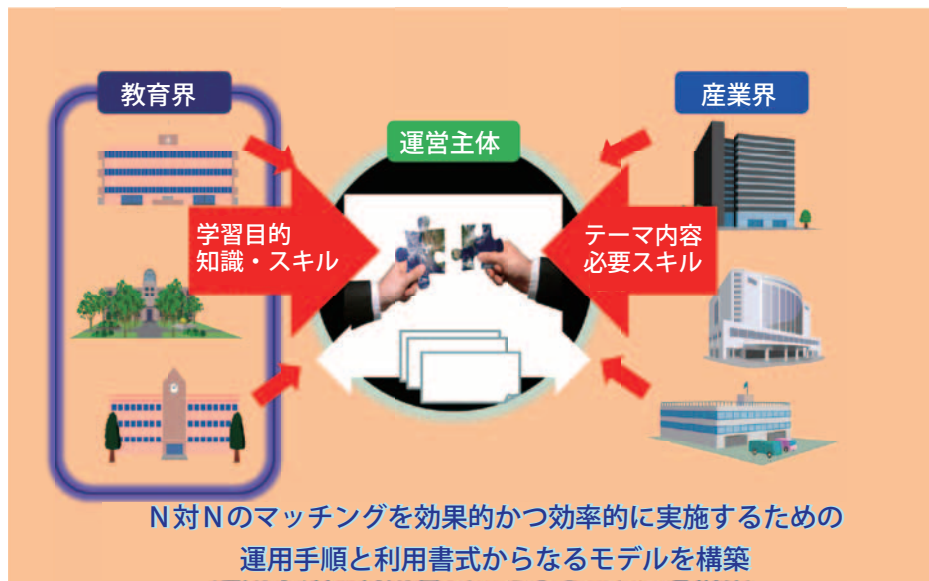 教育界
産業界
運営主体
学習目的
知識・スキル
テーマ内容
必要スキル
N対Nのマッチングを効果的かつ効率的に実施するための
運用手順と利用書式からなるモデルを構築